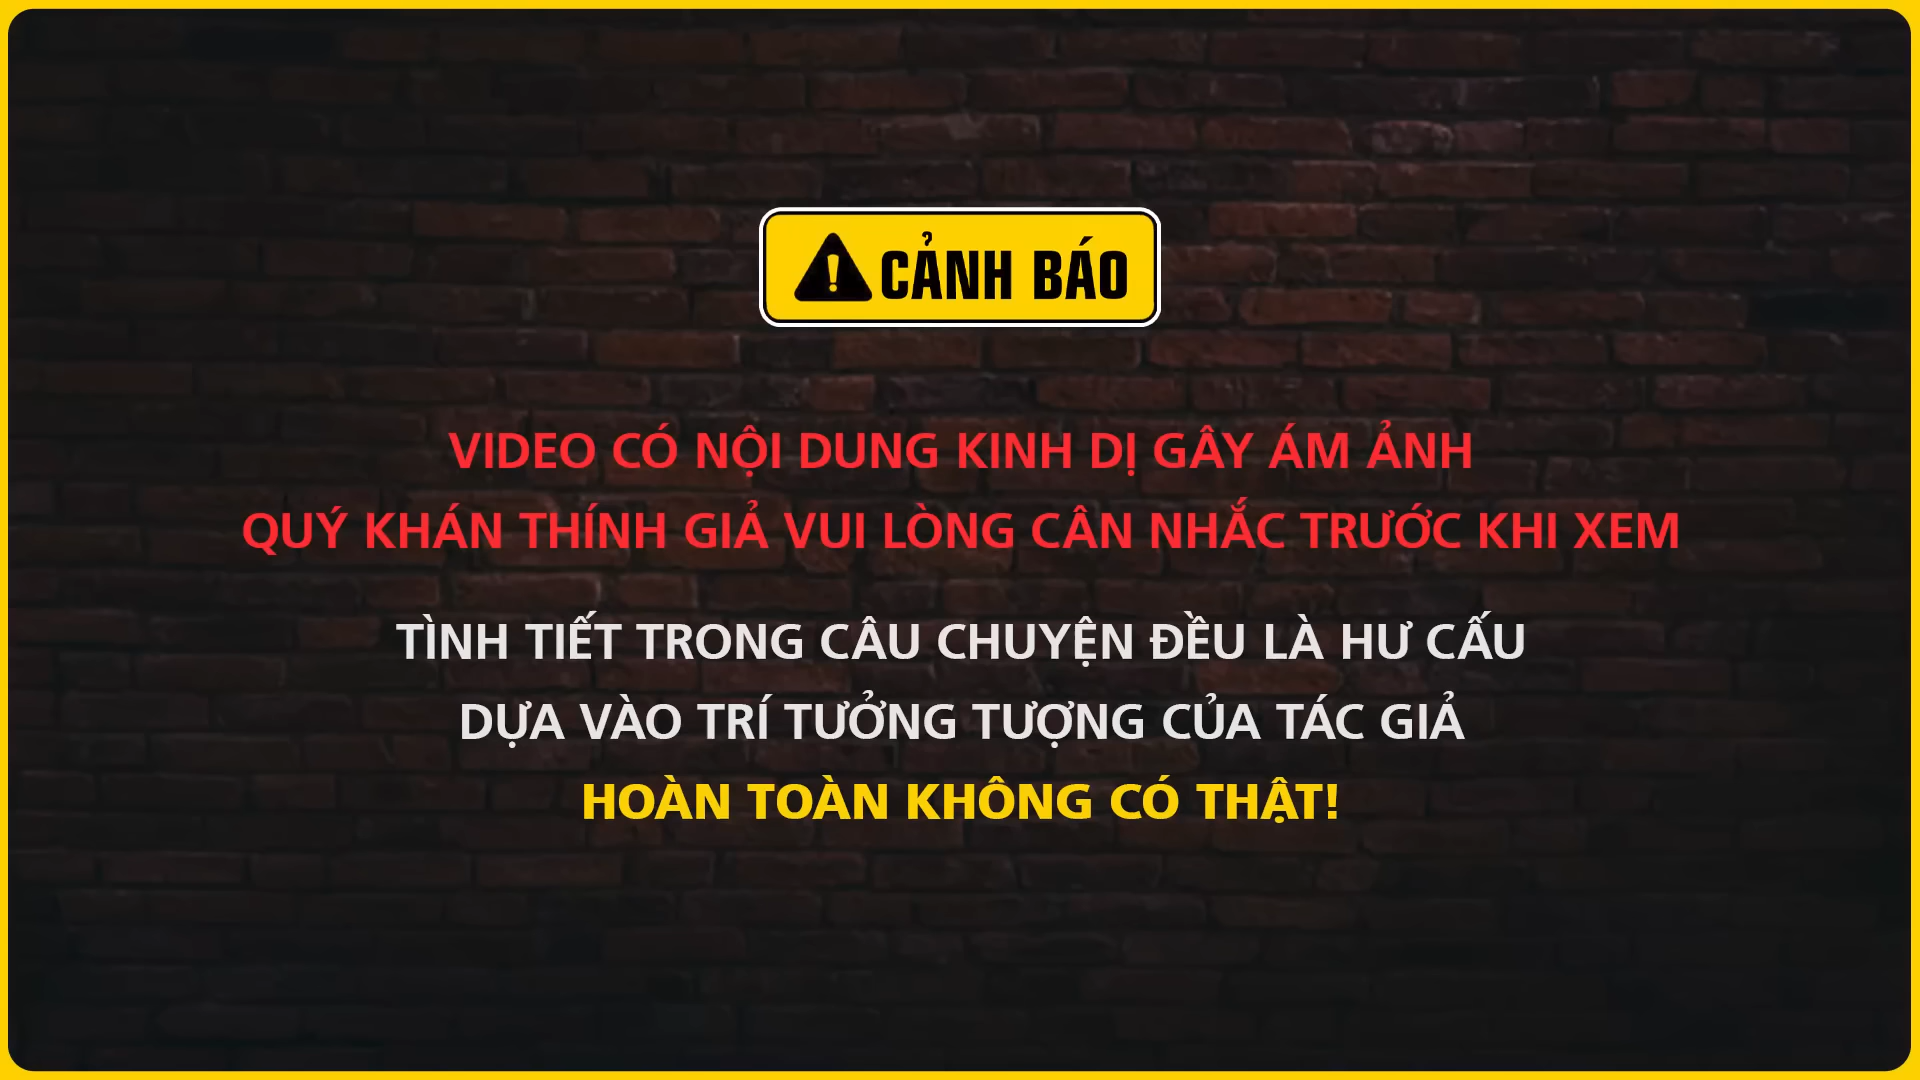 CẢNH BÁO
VIDEO CÓ NỘI DUNG KINH DỊ GÂY ÁM ẢNH
QUÝ KHÁN THÍNH GIẢ VUI LÒNG CÂN NHẮC TRƯỚC KHI XEM
TÌNH TIẾT TRONG CÂU CHUYỆN ĐỀU LÀ HƯ CẤU
DỰA VÀO TRÍ TƯỞNG TƯỢNG CỦA TÁC GIẢ
HOÀN TOÀN KHÔNG CÓ THẬT!